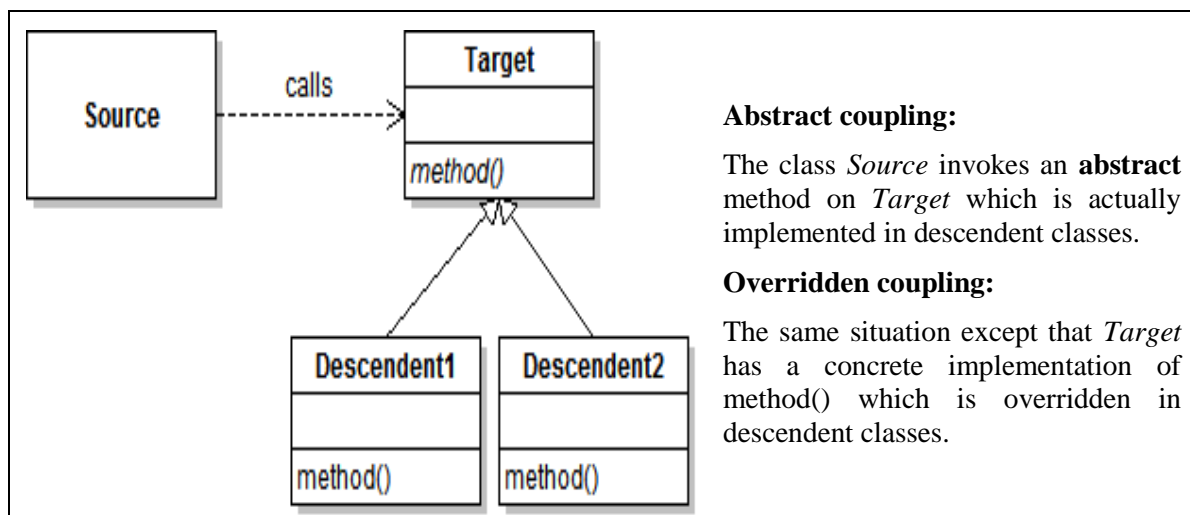 Source
calls
Target
method()
Descendent1
method()
Descendent2
method()
Abstract coupling:
The class Source invokes an abstract
method on Target which is actually
implemented in descendent classes.
Overridden coupling:
The same situation except that Target
has a concrete implementation of
method() which is overridden in
descendent classes.